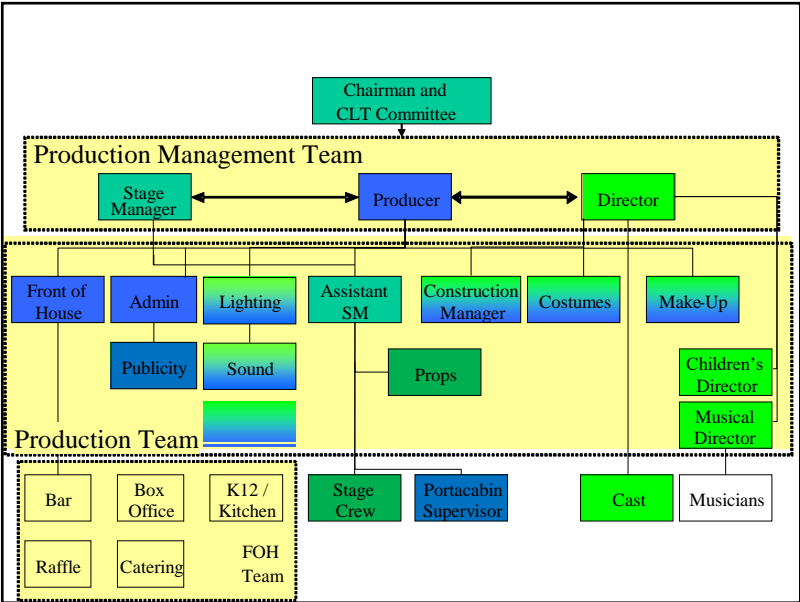 Chairman and
CLT Committee
Production Management Team
Stage
Manager
Producer
Director
Front of
House
Admin
Lighting
Assistant
SM
Construction
Manager
Costumes
Make-Up
Publicity
Sound
Props
Children's
Director
Musical
Director
Production Team
Bar
Box
Office
K12 /
Kitchen
Stage
Crew
Portacabin
Supervisor
Cast
Musicians
Raffle
Catering
FOH
Team